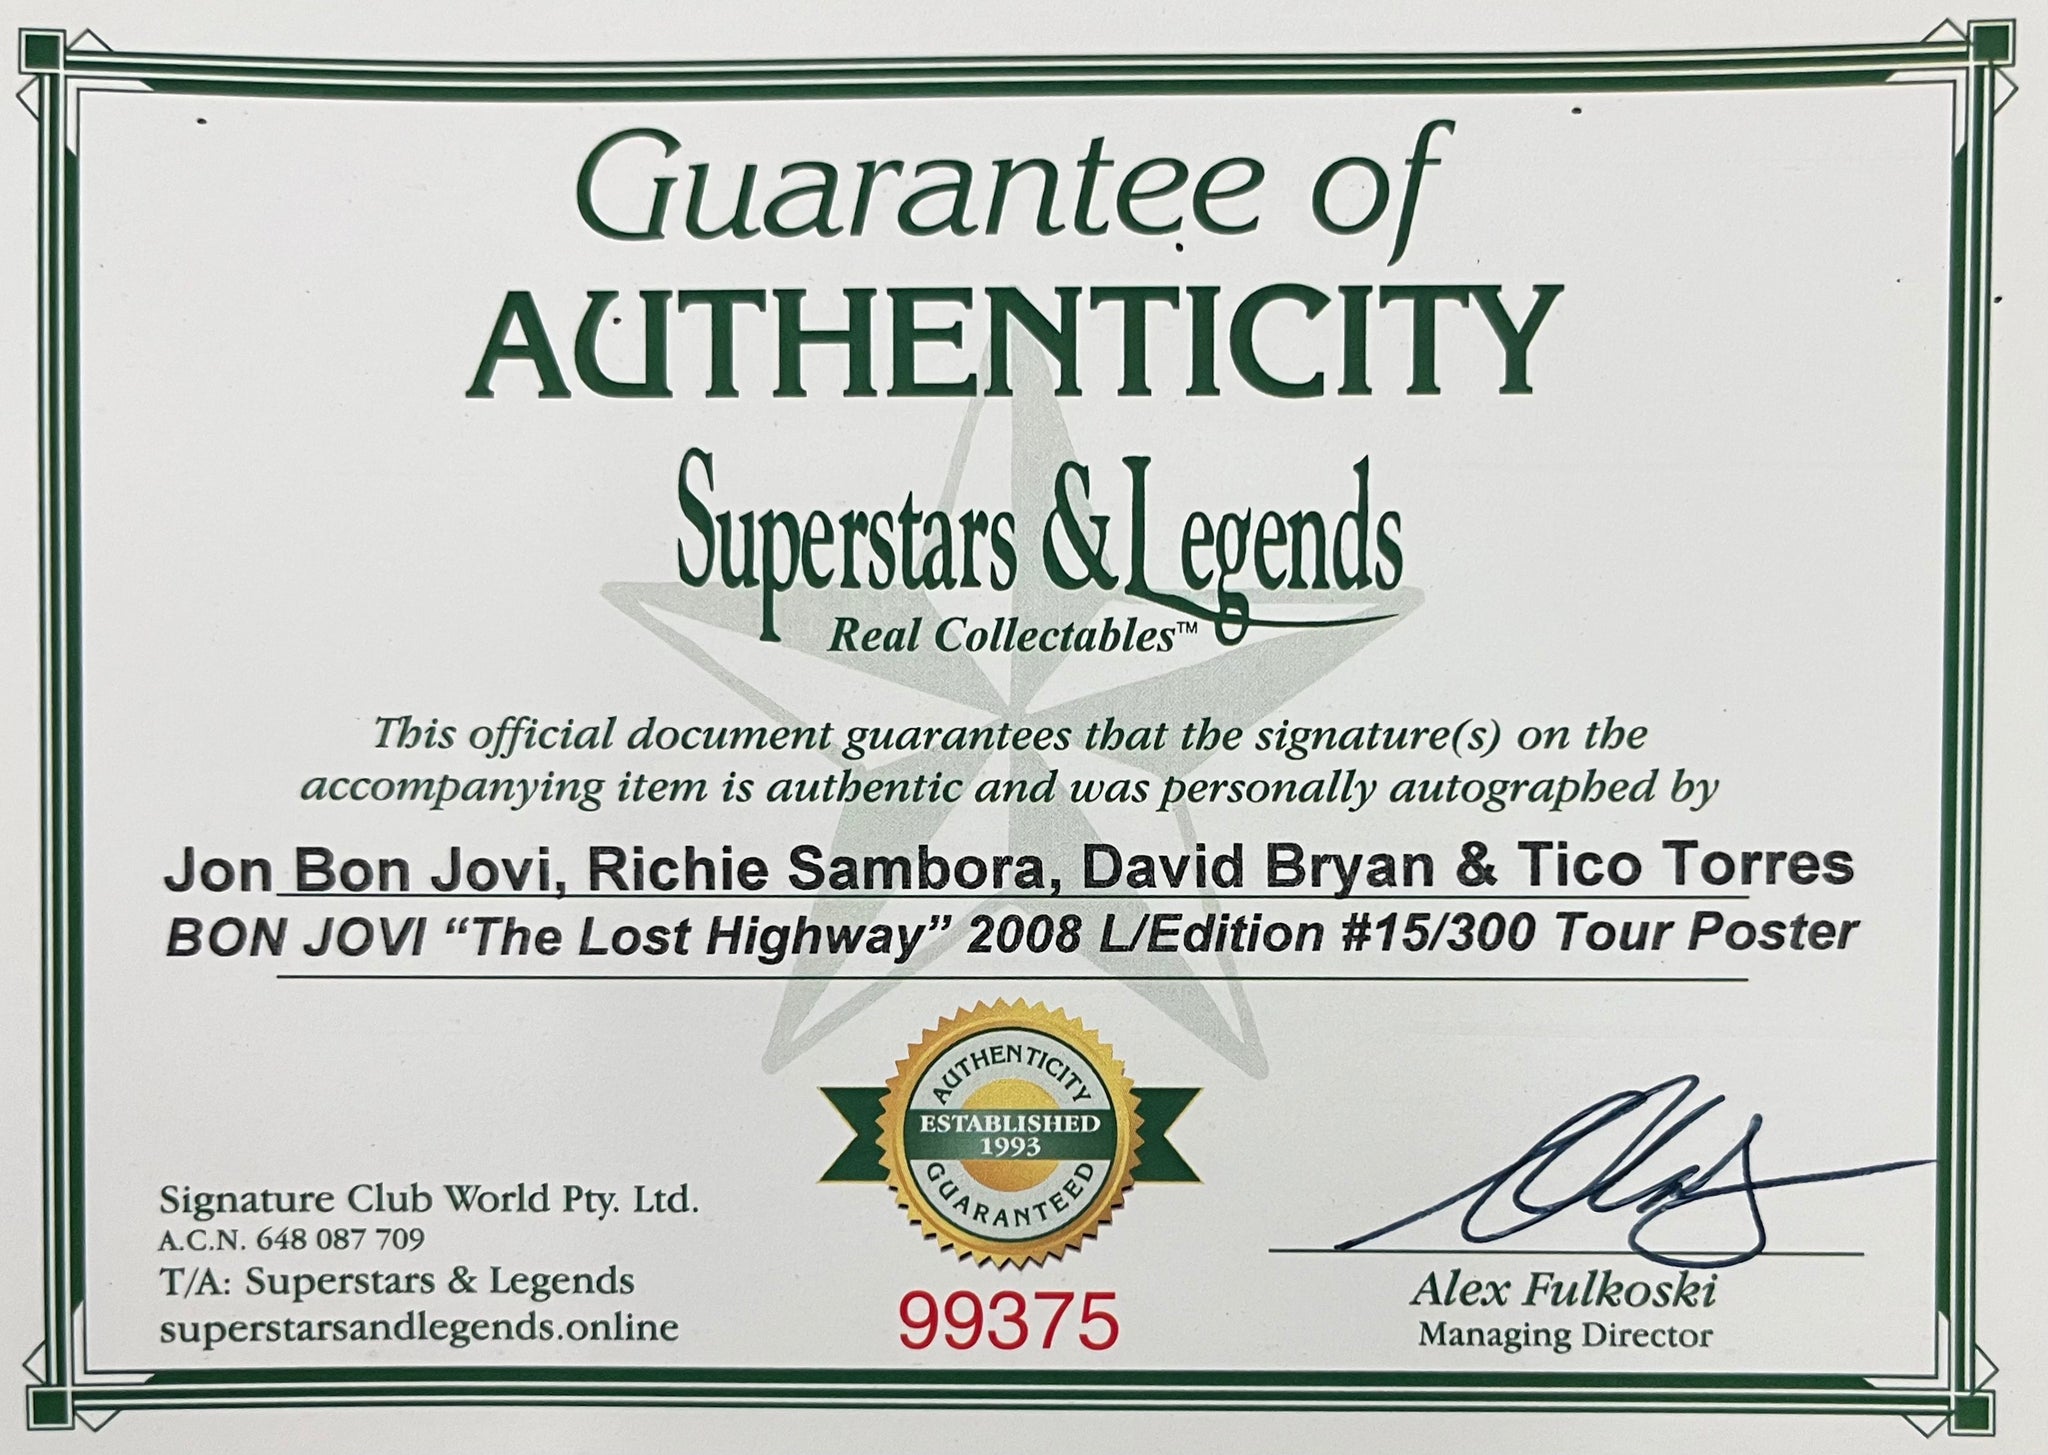 Guarantee of
AUTHENTICITY
Superstars & Legends
Real Collectables™
This official document guarantees that the signature(s) on the
accompanying item is authentic and was personally autographed by
Jon Bon Jovi, Richie Sambora, David Bryan & Tico Torres
BON JOVI “The Lost Highway” 2008 L/Edition #15/300 Tour Poster
AUTHENTICITY
ESTABLISHED
1993
GUARANTEED
99375
Signature Club World Pty. Ltd.
A.C.N. 648 087 709
T/A: Superstars & Legends
superstarsandlegends.online
Alex Fulkoski
Managing Director